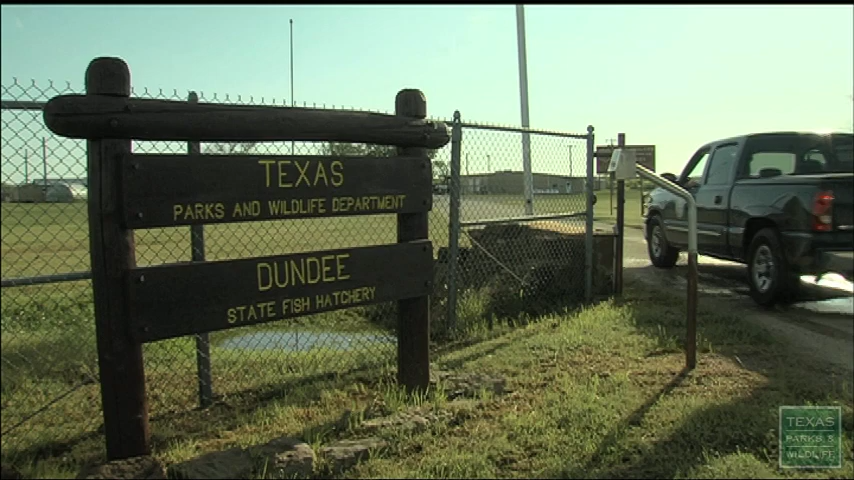 TEXAS
PARKS AND WILDLIFE DEPARTMENT
DUNDEE
STATE FISH HATCHERY
TEXAS
PARKS &
WILDLIFE